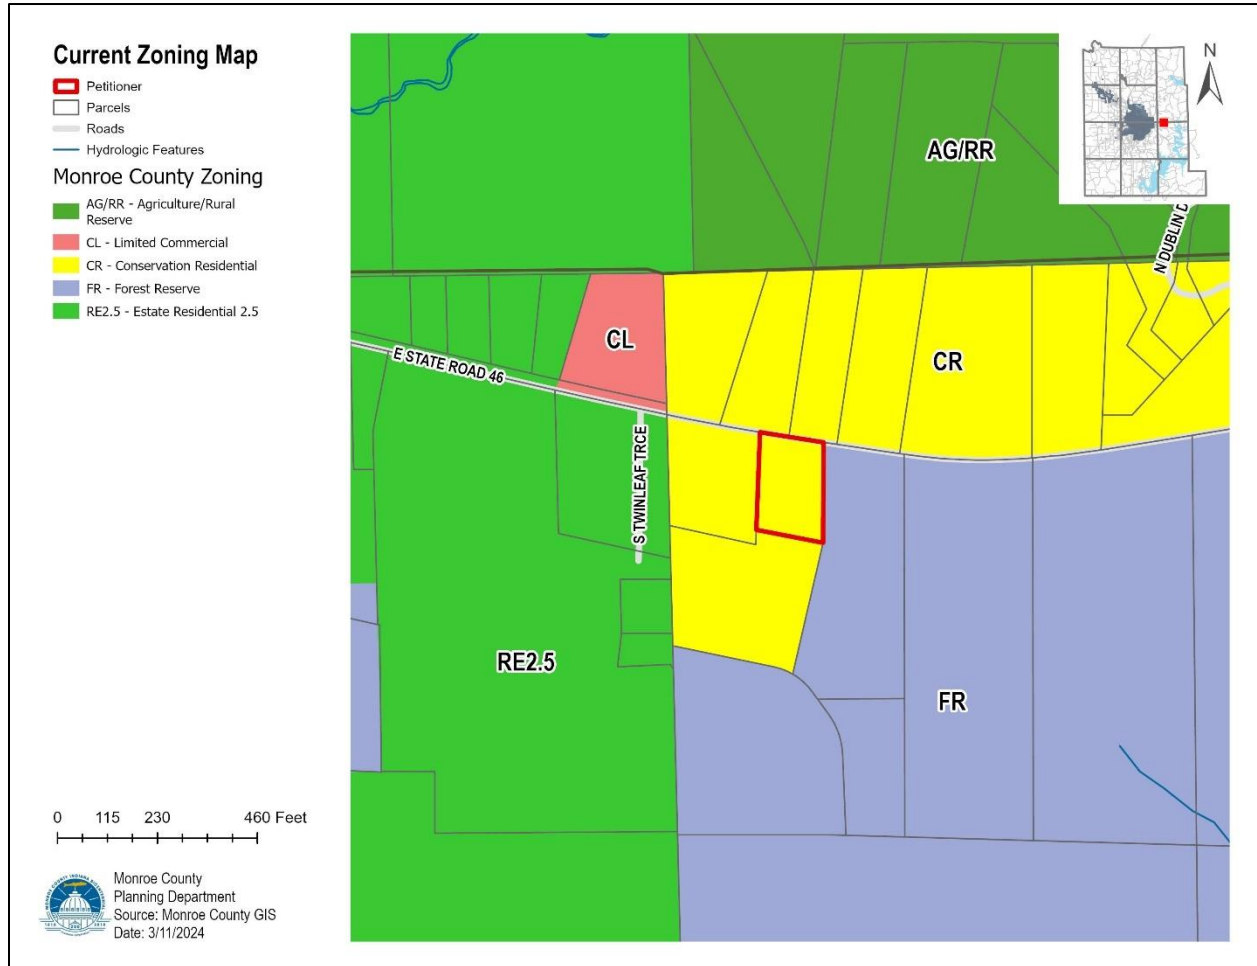 Current Zoning Map
Petitioner
Parcels
Roads
Hydrologic Features
Monroe County Zoning
AG/RR - Agriculture/Rural
Reserve
CL - Limited Commercial
CR - Conservation Residential
FR - Forest Reserve
RE2.5 - Estate Residential 2.5
N
AG/RR
N DUBLIN D
CL
CR
E STATE ROAD 46
S TWINLEAF TRCE
RE2.5
FR
0 115 230 460 Feet
Monroe County
Planning Department
Source: Monroe County GIS
Date: 3/11/2024